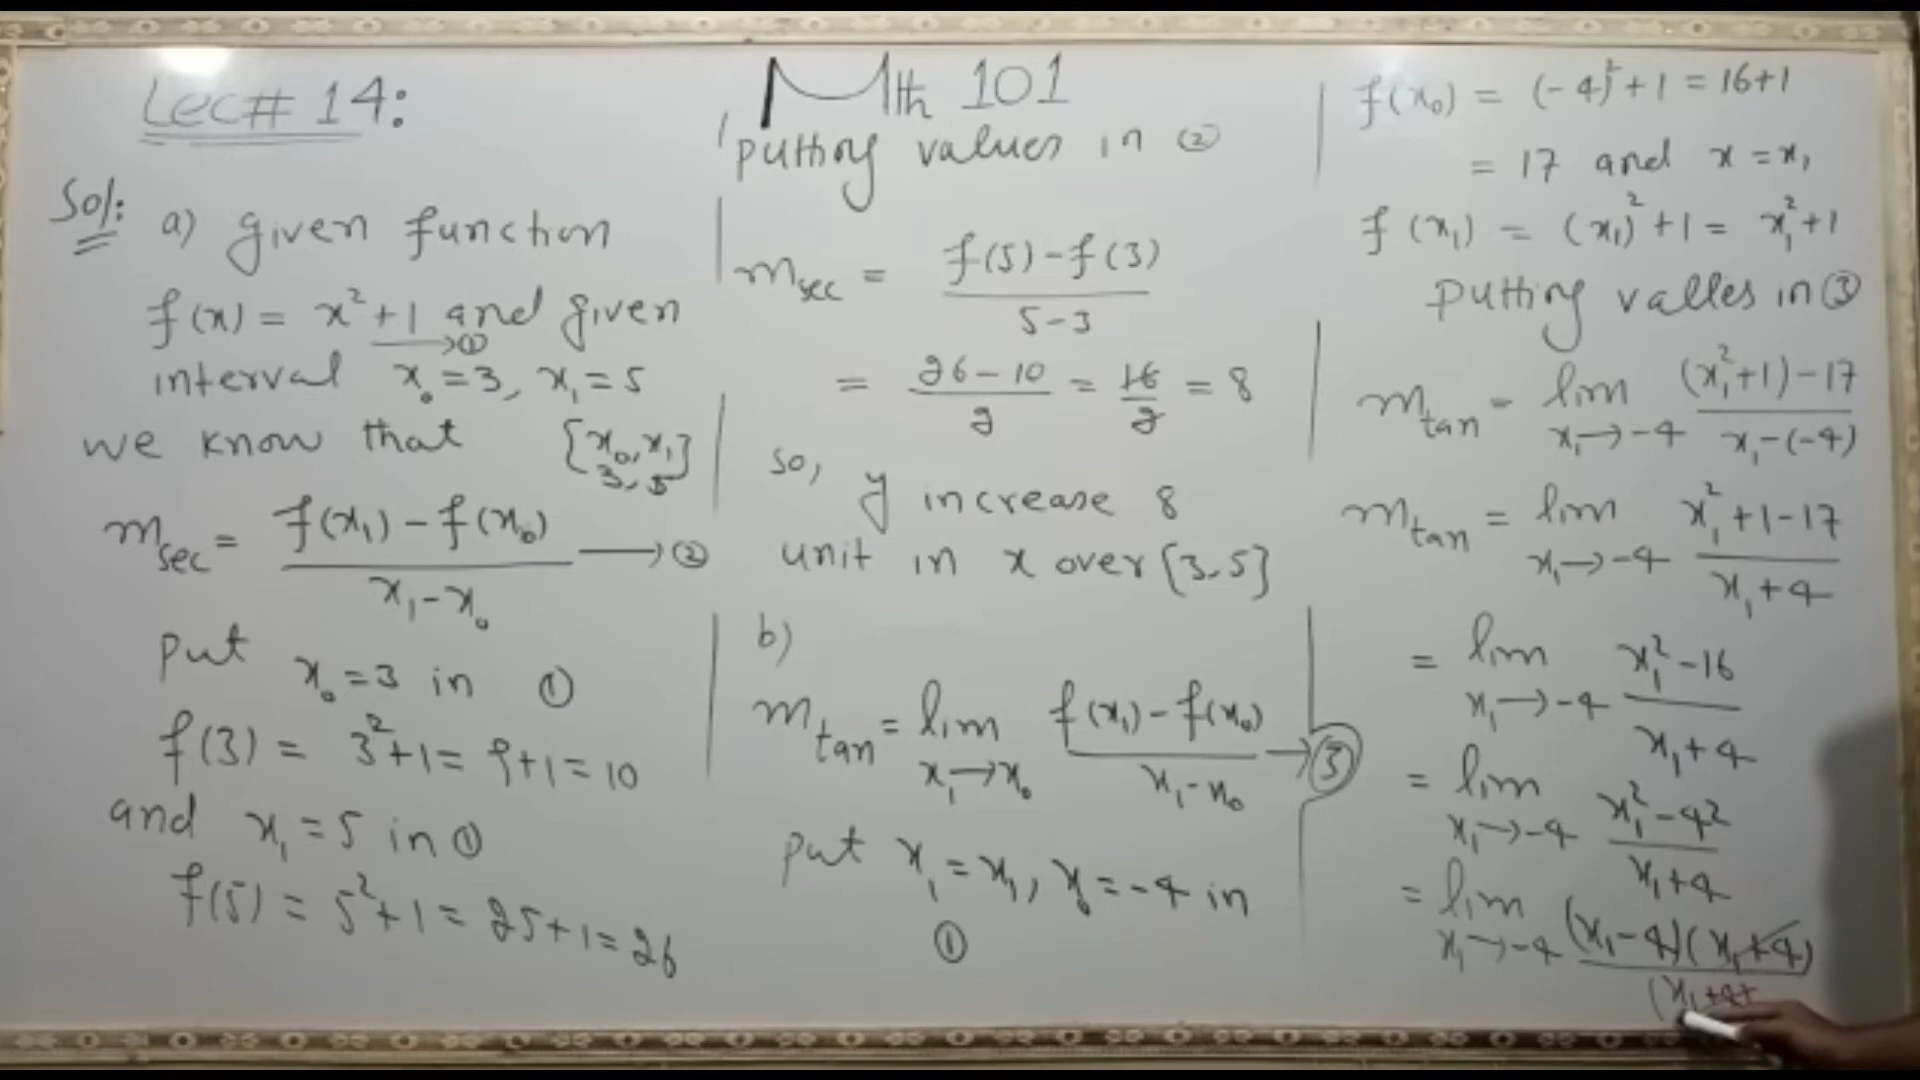 Lec# 14:
Mth 101
Sol: a) given function
f(x) = x²+1 and given
→①
interval x₀=3, x₁=5
we know that [x₀,x₁]
3,5
m_sec = f(x₁)-f(x₀) / x₁-x₀ → ②
put x₀=3 in ①
f(3) = 3²+1 = 9+1 = 10
and x₁=5 in ①
f(5) = 5²+1 = 25+1 = 26
putting values in ②
m_sec = f(5)-f(3) / 5-3
= 26-10 / 2 = 16/2 = 8
so, y increase 8
unit in x over [3,5]
b)
m_tan = lim x₁→x₀ f(x₁)-f(x₀) / x₁-x₀ → ③
put x₁=x₁, x₀=-4 in
①
f(x₀) = (-4)²+1 = 16+1
= 17 and x=x₁
f(x₁) = (x₁)²+1 = x₁²+1
putting valles in ③
m_tan = lim x₁→-4 (x₁²+1)-17 / x₁-(-4)
m_tan = lim x₁→-4 x₁²+1-17 / x₁+4
= lim x₁→-4 x₁²-16 / x₁+4
= lim x₁→-4 x₁²-4² / x₁+4
= lim x₁→-4 (x₁-4)(x₁+4) / (x₁+4